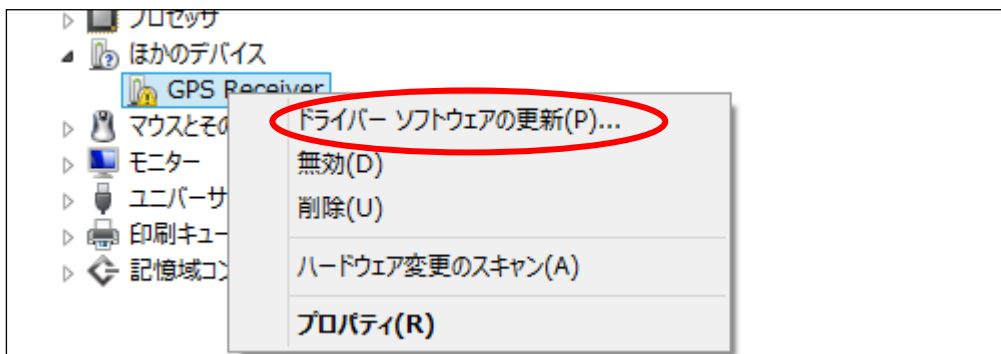 プロセッサ
ほかのデバイス
GPS Receiver
マウスとその
モニター
ユニバーサ
印刷キュー
記憶域コン
ドライバー ソフトウェアの更新(P)...
無効(D)
削除(U)
ハードウェア変更のスキャン(A)
プロパティ(R)